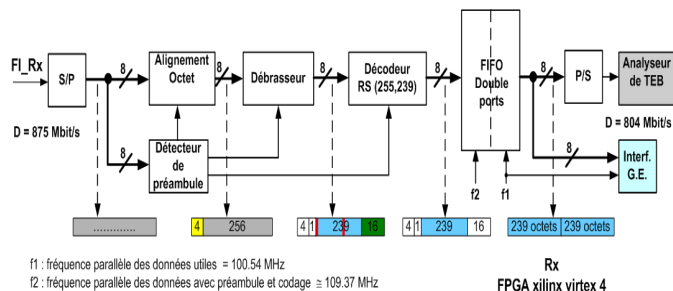 FI_Rx
S/P
8
Alignement
Octet
8
Débrasseur
8
Décodeur
RS (255,239)
8
FIFO
Double
ports
P/S
Analyseur
de TEB
D = 875 Mbit/s
8
Détecteur
de
préambule
f2
f1
8
D = 804 Mbit/s
Interf.
G.E.
.............
4
256
4
1
239
16
4
1
239
16
239 octets
239 octets
f1 : fréquence parallèle des données utiles = 100.54 MHz
f2 : fréquence parallèle des données avec préambule et codage ≅ 109.37 MHz
Rx
FPGA xilinx virtex 4